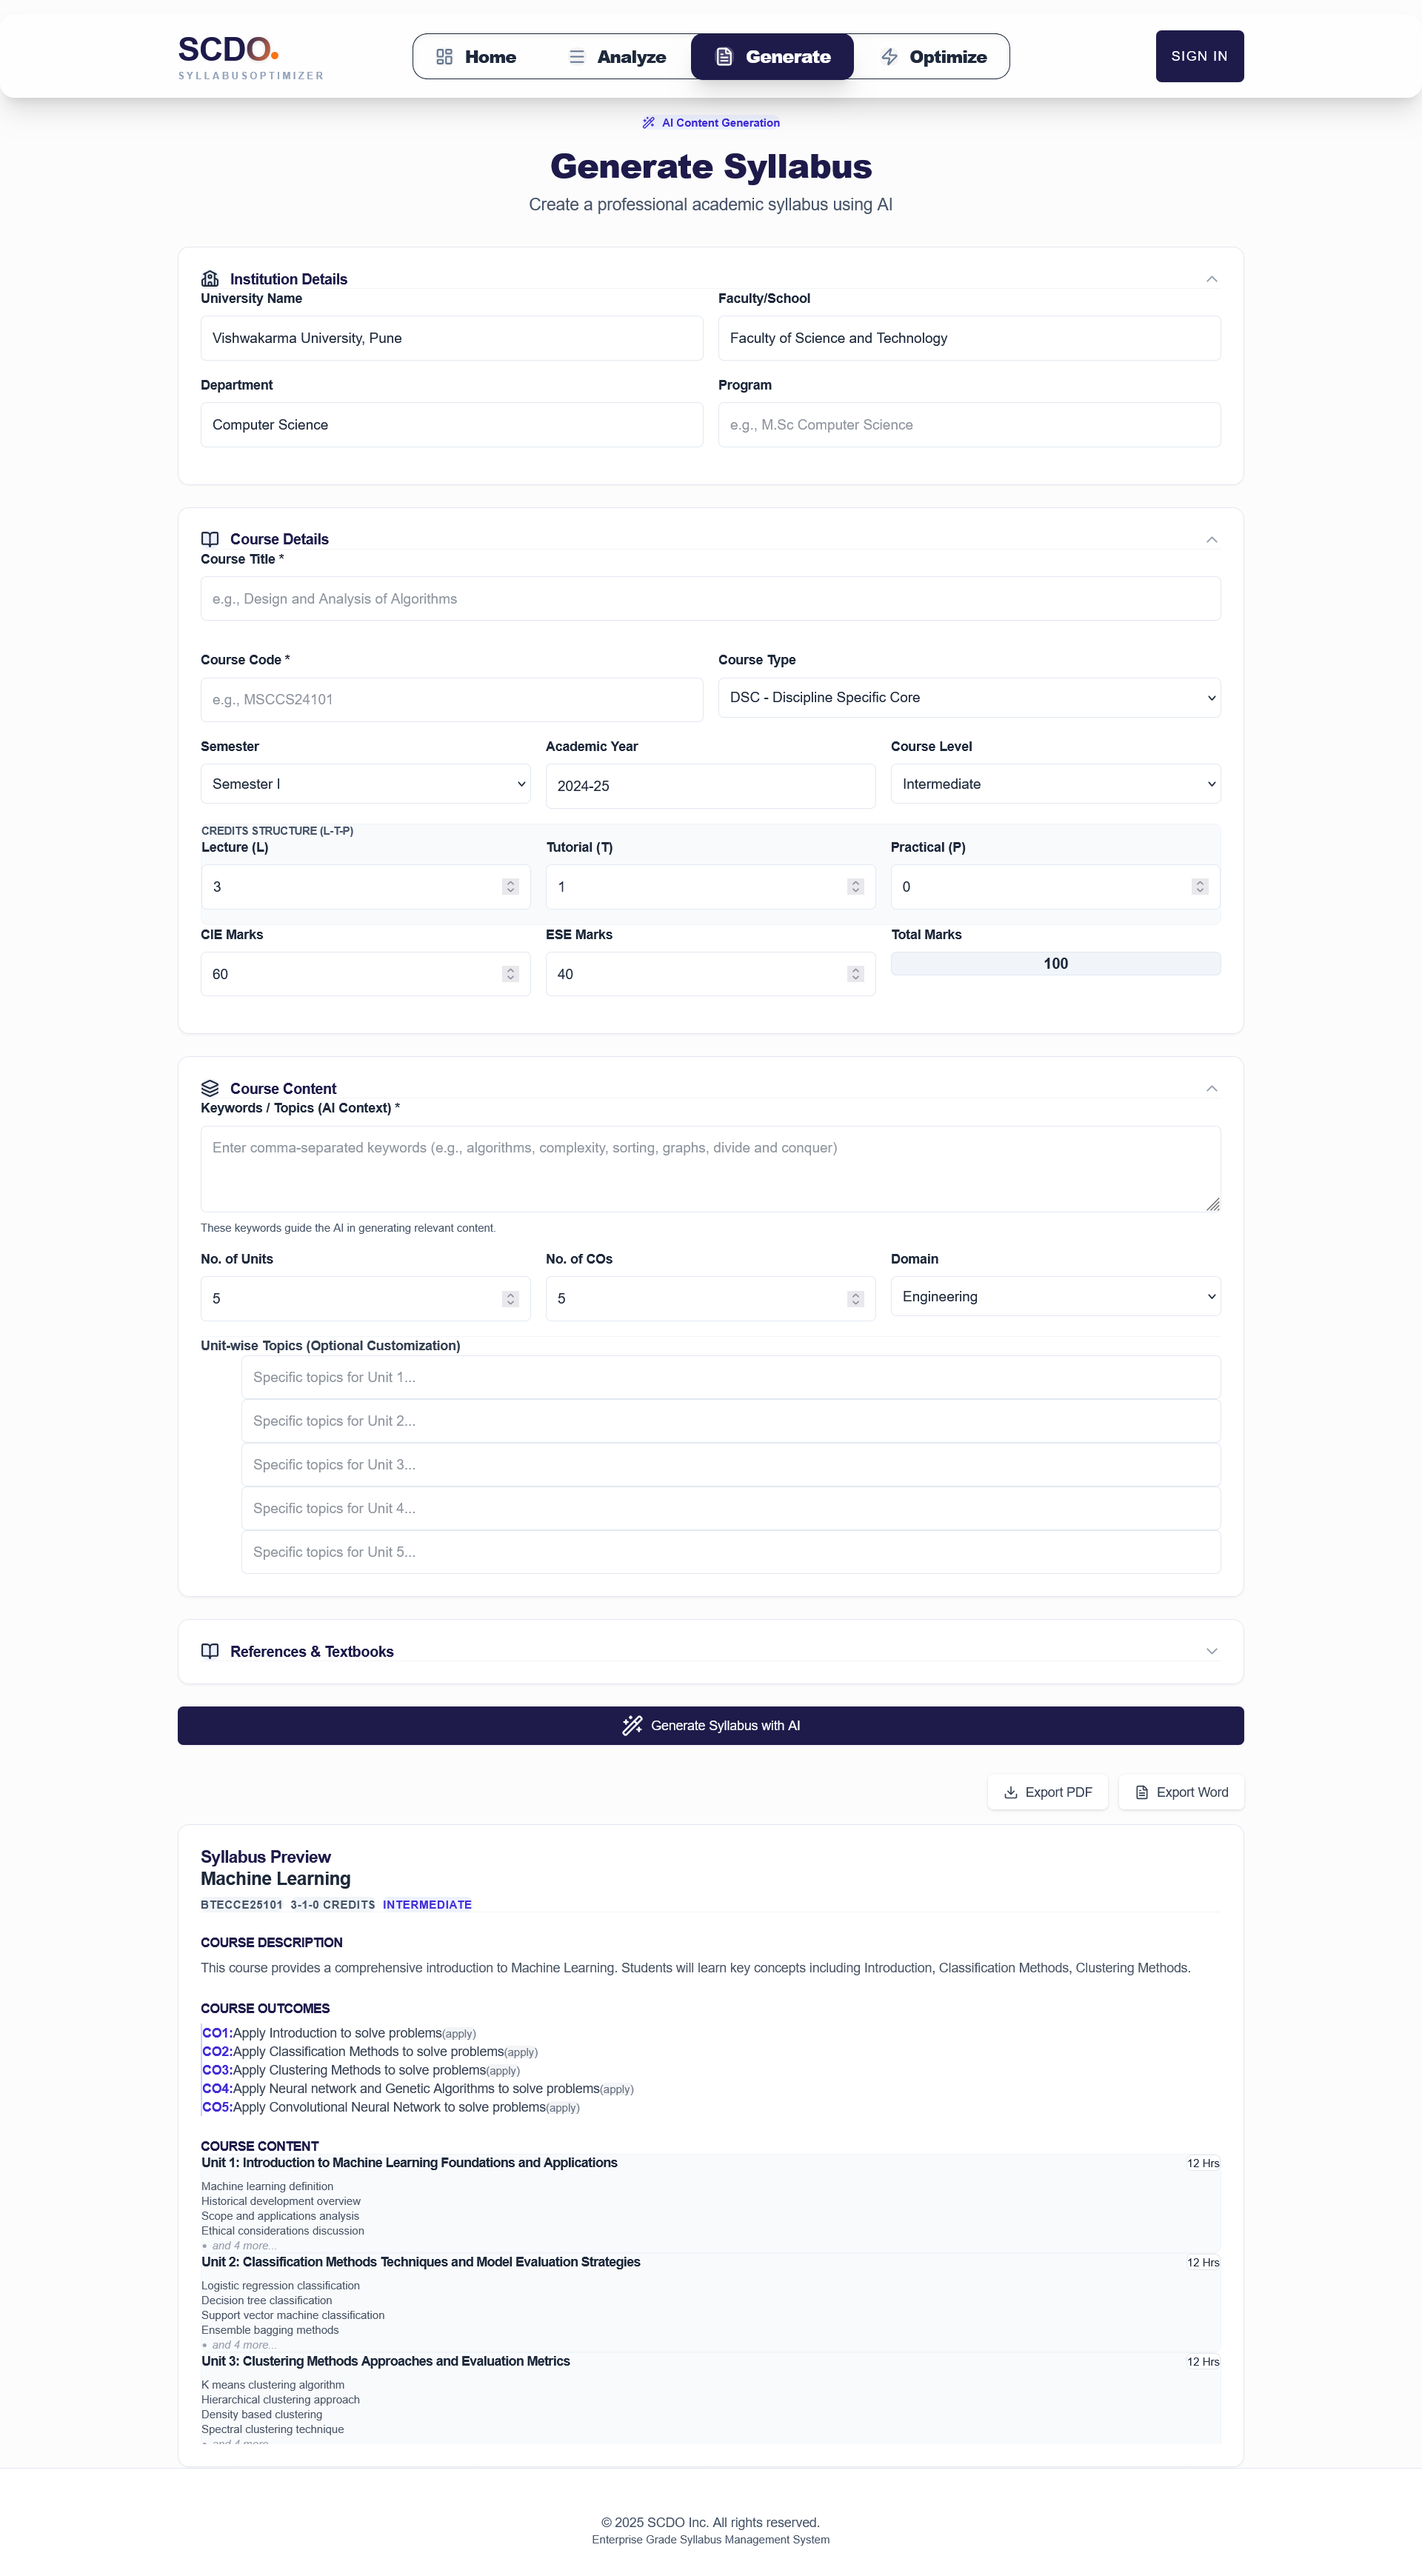 SCDO.
SYLLABUSOPTIMIZER
Home
Analyze
Generate
Optimize
SIGN IN
AI Content Generation
Generate Syllabus
Create a professional academic syllabus using AI
Institution Details
University Name
Faculty/School
Vishwakarma University, Pune
Faculty of Science and Technology
Department
Program
Computer Science
e.g., M.Sc Computer Science
Course Details
Course Title *
e.g., Design and Analysis of Algorithms
Course Code *
Course Type
e.g., MSCCS24101
DSC - Discipline Specific Core
Semester
Academic Year
Course Level
Semester I
2024-25
Intermediate
CREDITS STRUCTURE (L-T-P)
Lecture (L)
Tutorial (T)
Practical (P)
3
1
0
CIE Marks
ESE Marks
Total Marks
60
40
100
Course Content
Keywords / Topics (AI Context) *
Enter comma-separated keywords (e.g., algorithms, complexity, sorting, graphs, divide and conquer)
These keywords guide the AI in generating relevant content.
No. of Units
No. of COs
Domain
5
5
Engineering
Unit-wise Topics (Optional Customization)
Specific topics for Unit 1...
Specific topics for Unit 2...
Specific topics for Unit 3...
Specific topics for Unit 4...
Specific topics for Unit 5...
References & Textbooks
Generate Syllabus with AI
Export PDF
Export Word
Syllabus Preview
Machine Learning
BTECCE25101 3-1-0 CREDITS INTERMEDIATE
COURSE DESCRIPTION
This course provides a comprehensive introduction to Machine Learning. Students will learn key concepts including Introduction, Classification Methods, Clustering Methods.
COURSE OUTCOMES
CO1:Apply Introduction to solve problems(apply)
CO2:Apply Classification Methods to solve problems(apply)
CO3:Apply Clustering Methods to solve problems(apply)
CO4:Apply Neural network and Genetic Algorithms to solve problems(apply)
CO5:Apply Convolutional Neural Network to solve problems(apply)
COURSE CONTENT
Unit 1: Introduction to Machine Learning Foundations and Applications
12 Hrs
Machine learning definition
Historical development overview
Scope and applications analysis
Ethical considerations discussion
• and 4 more...
Unit 2: Classification Methods Techniques and Model Evaluation Strategies
12 Hrs
Logistic regression classification
Decision tree classification
Support vector machine classification
Ensemble bagging methods
• and 4 more...
Unit 3: Clustering Methods Approaches and Evaluation Metrics
12 Hrs
K means clustering algorithm
Hierarchical clustering approach
Density based clustering
Spectral clustering technique
• and 4 more...
© 2025 SCDO Inc. All rights reserved.
Enterprise Grade Syllabus Management System